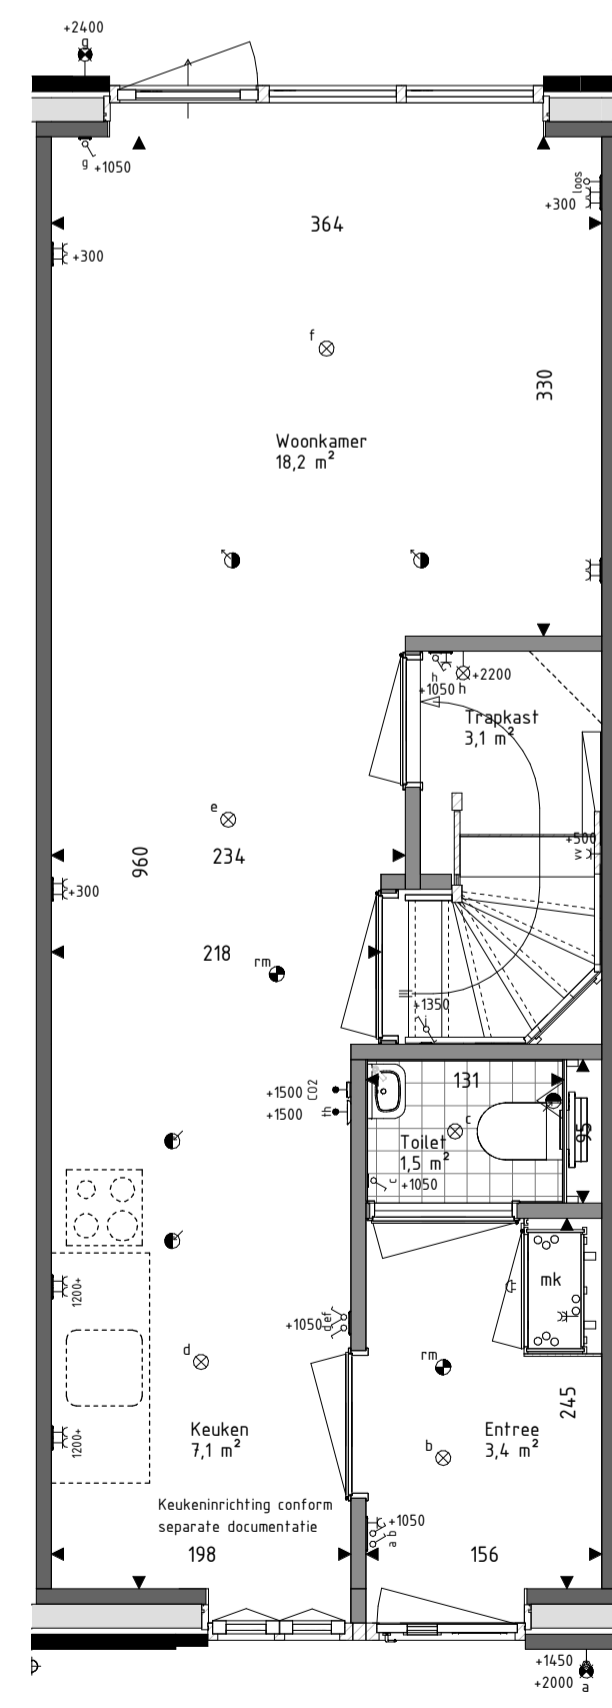 +2400
g
g +1050
loos
+300
364
+300
f
330
Woonkamer
18,2 m²
h
+1050 h
+2200
Trapkast
3,1 m²
e
+500
vv
960
234
+300
218
rm
+1350
i
+1500 CO2
+1500 th
131
95
c
Toilet
1,5 m²
c +1050
mk
1200+
+1050 d ef
rm
d
245
Keuken
7,1 m²
Entree
3,4 m²
b
1200+
Keukeninrichting conform
separate documentatie
+1050
a b
198
156
+1450
+2000 a